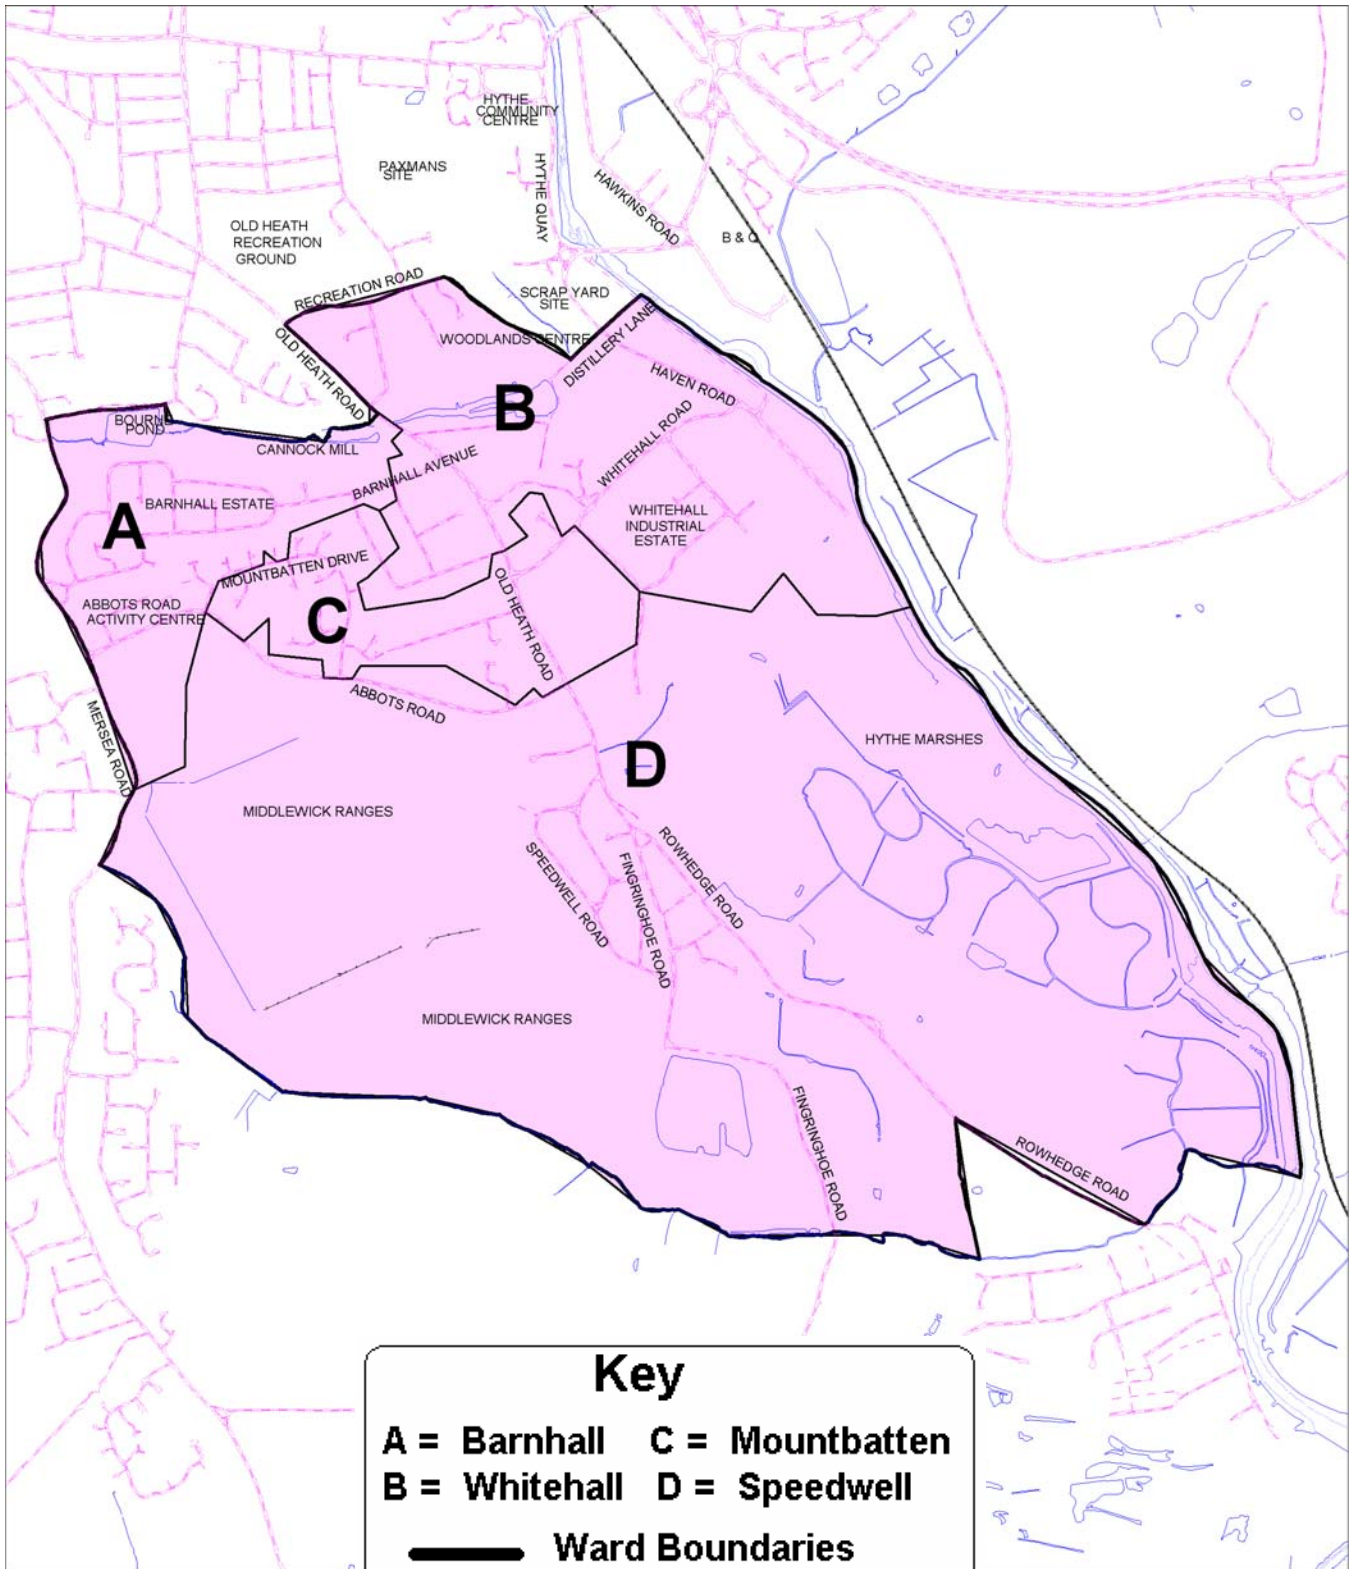 HYTHE
COMMUNITY
CENTRE
PAXMANS
SITE
HYTHE QUAY
HAWKINS ROAD
B & Q
OLD HEATH
RECREATION
GROUND
RECREATION ROAD
SCRAP YARD
SITE
WOODLANDS CENTRE
OLD HEATH ROAD
DISTILLERY LANE
HAVEN ROAD
B
WHITEHALL ROAD
BOURNE
POND
CANNOCK MILL
BARNHALL AVENUE
BARNHALL ESTATE
A
WHITEHALL
INDUSTRIAL
ESTATE
MOUNTBATTEN DRIVE
OLD HEATH ROAD
ABBOTS ROAD
ACTIVITY CENTRE
C
ABBOTS ROAD
MERSEA ROAD
HYTHE MARSHES
D
MIDDLEWICK RANGES
SPEEDWELL ROAD
FINGRINGHOE ROAD
ROWHEDGE ROAD
MIDDLEWICK RANGES
FINGRINGHOE ROAD
ROWHEDGE ROAD
Key
A = Barnhall C = Mountbatten
B = Whitehall D = Speedwell
Ward Boundaries